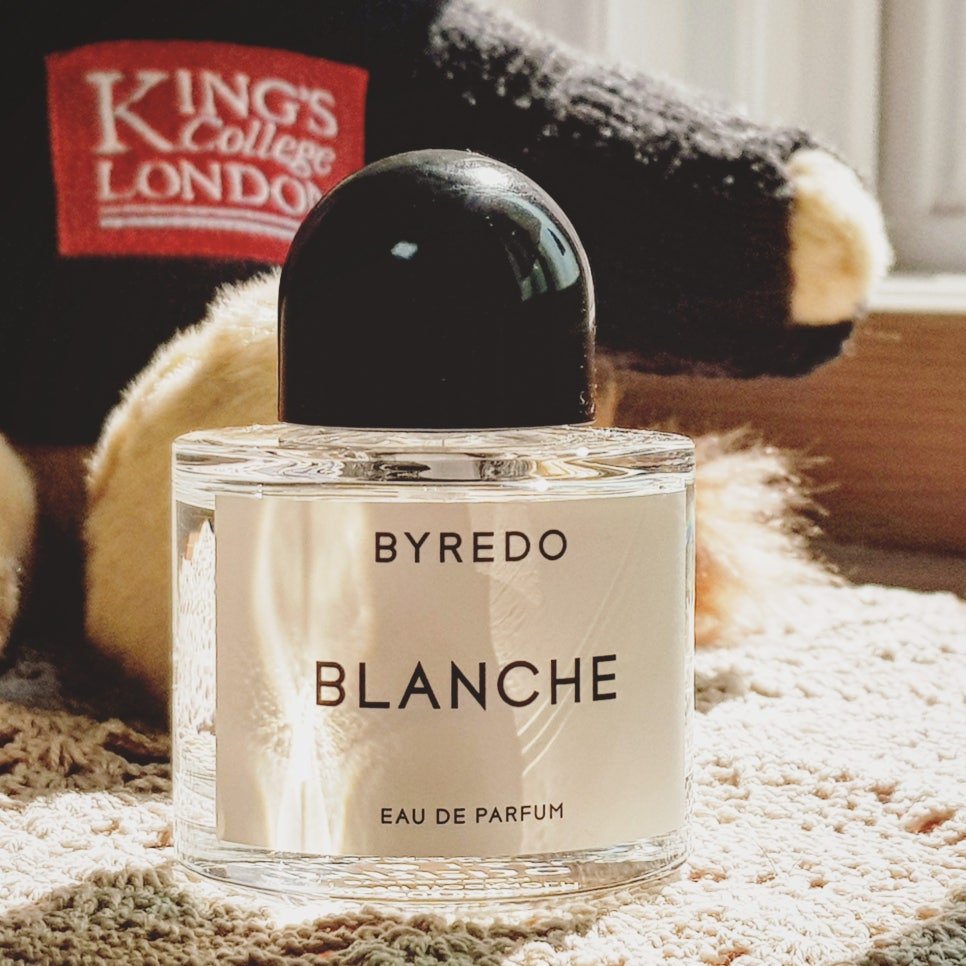 KING'S
College
LONDON
BYREDO
BLANCHE
EAU DE PARFUM